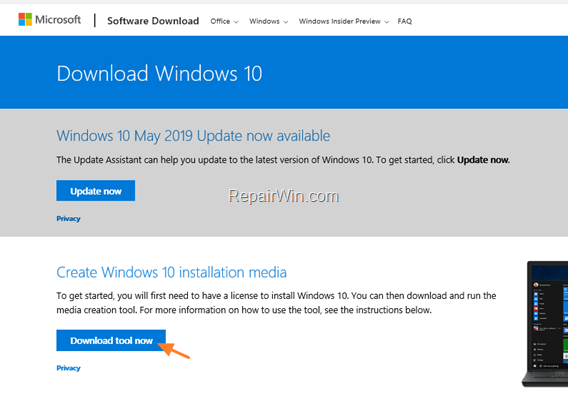 Microsoft
Software Download
Office
Windows
Windows Insider Preview
FAQ
Download Windows 10
Windows 10 May 2019 Update now available
The Update Assistant can help you update to the latest version of Windows 10. To get started, click Update now.
Update now
RepairWin.com
Privacy
Create Windows 10 installation media
To get started, you will first need to have a license to install Windows 10. You can then download and run the
media creation tool. For more information on how to use the tool, see the instructions below.
Download tool now
Privacy